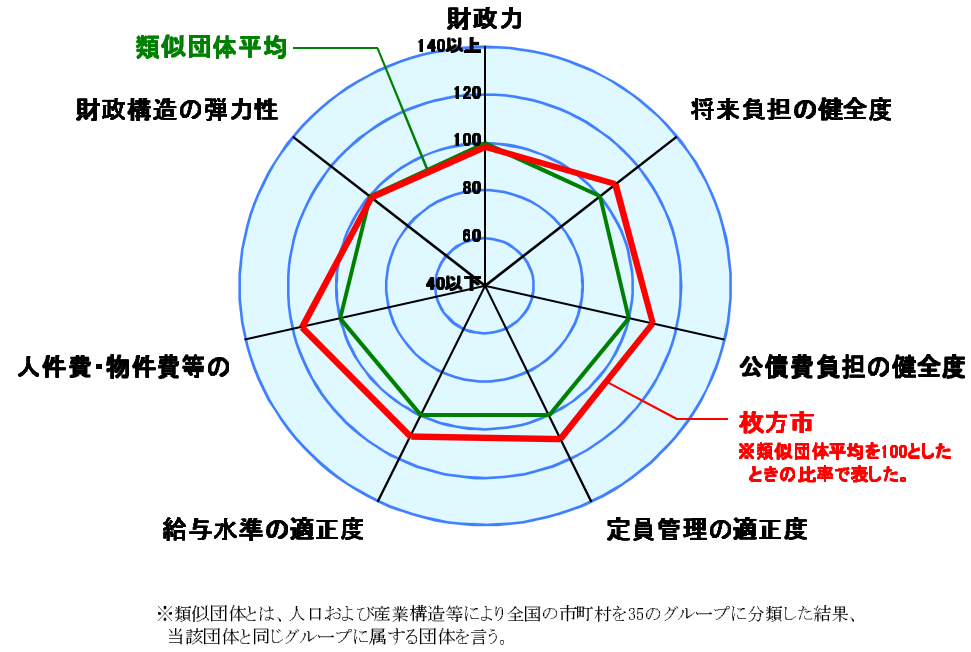 財政力
140以上
類似団体平均
120
財政構造の弾力性
将来負担の健全度
100
80
60
40以下
人件費・物件費等の
公債費負担の健全度
枚方市
※類似団体平均を100とした
ときの比率で表した。
給与水準の適正度
定員管理の適正度
※類似団体とは、人口および産業構造等により全国の市町村を35のグループに分類した結果、
当該団体と同じグループに属する団体を言う。